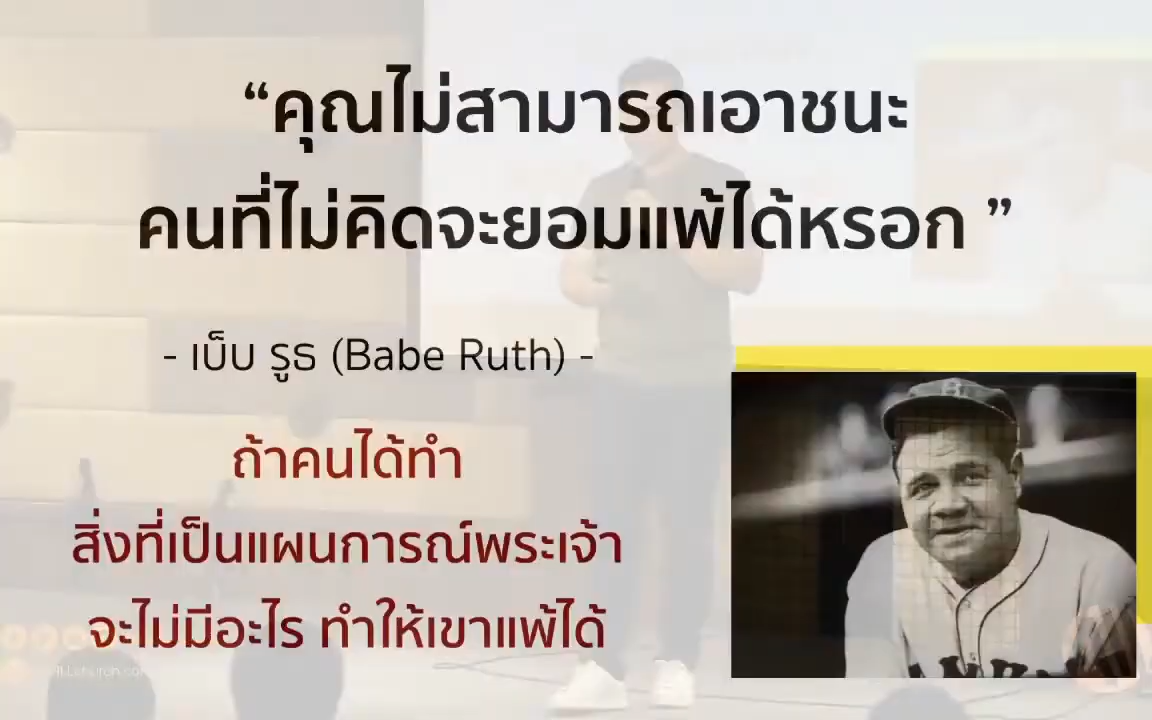 “คุณไม่สามารถเอาชนะ
คนที่ไม่คิดจะยอมแพ้ได้หรอก ”
- เบ็บ รูธ (Babe Ruth) -
ถ้าคนได้ทำ
สิ่งที่เป็นแผนการณ์พระเจ้า
จะไม่มีอะไร ทำให้เขาแพ้ได้